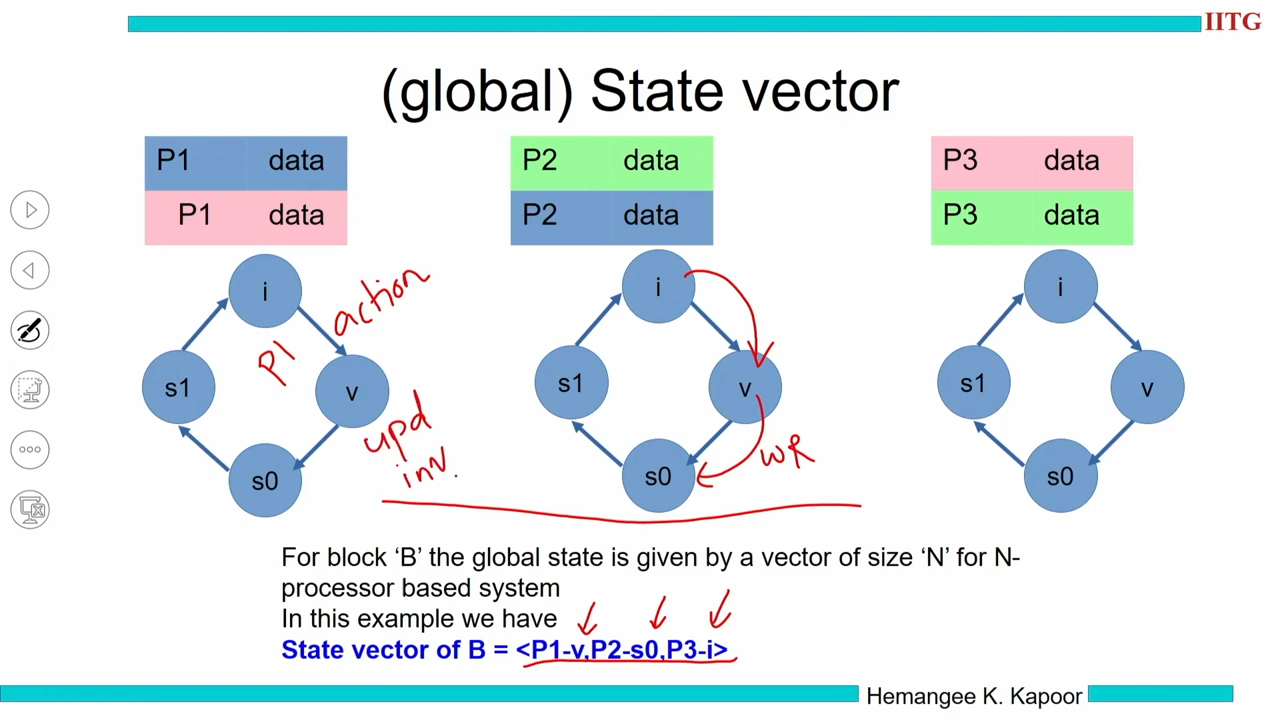 IITG
(global) State vector
P1 data
P1 data
P2 data
P2 data
P3 data
P3 data
i
v
s0
s1
P1 action
upd
inv.
i
v
s0
s1
WR
i
v
s0
s1
For block ‘B’ the global state is given by a vector of size ‘N’ for N-
processor based system
In this example we have
State vector of B = <P1-v,P2-s0,P3-i>
Hemangee K. Kapoor